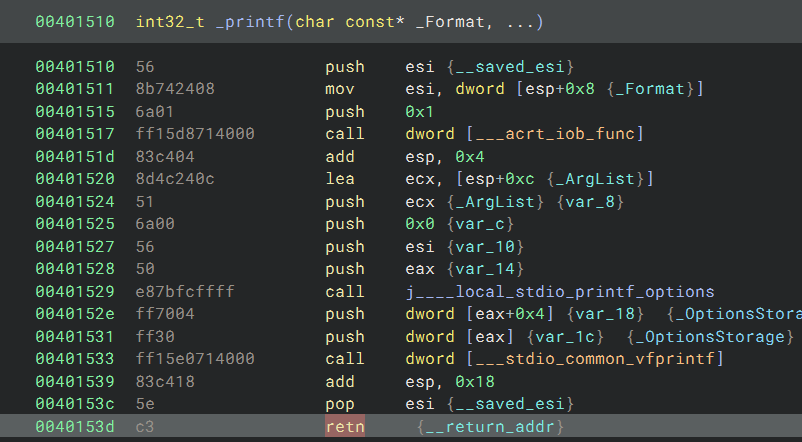 00401510 int32_t _printf(char const* _Format, ...)
00401510 56 push esi {__saved_esi}
00401511 8b742408 mov esi, dword [esp+0x8 {_Format}]
00401515 6a01 push 0x1
00401517 ff15d8714000 call dword [___acrt_iob_func]
0040151d 83c404 add esp, 0x4
00401520 8d4c240c lea ecx, [esp+0xc {_ArgList}]
00401524 51 push ecx {_ArgList} {var_8}
00401525 6a00 push 0x0 {var_c}
00401527 56 push esi {var_10}
00401528 50 push eax {var_14}
00401529 e87bfcffff call j____local_stdio_printf_options
0040152e ff7004 push dword [eax+0x4] {var_18} {_OptionsStora
00401531 ff30 push dword [eax] {var_1c} {_OptionsStorage}
00401533 ff15e0714000 call dword [___stdio_common_vfprintf]
00401539 83c418 add esp, 0x18
0040153c 5e pop esi {__saved_esi}
0040153d c3 retn {__return_addr}